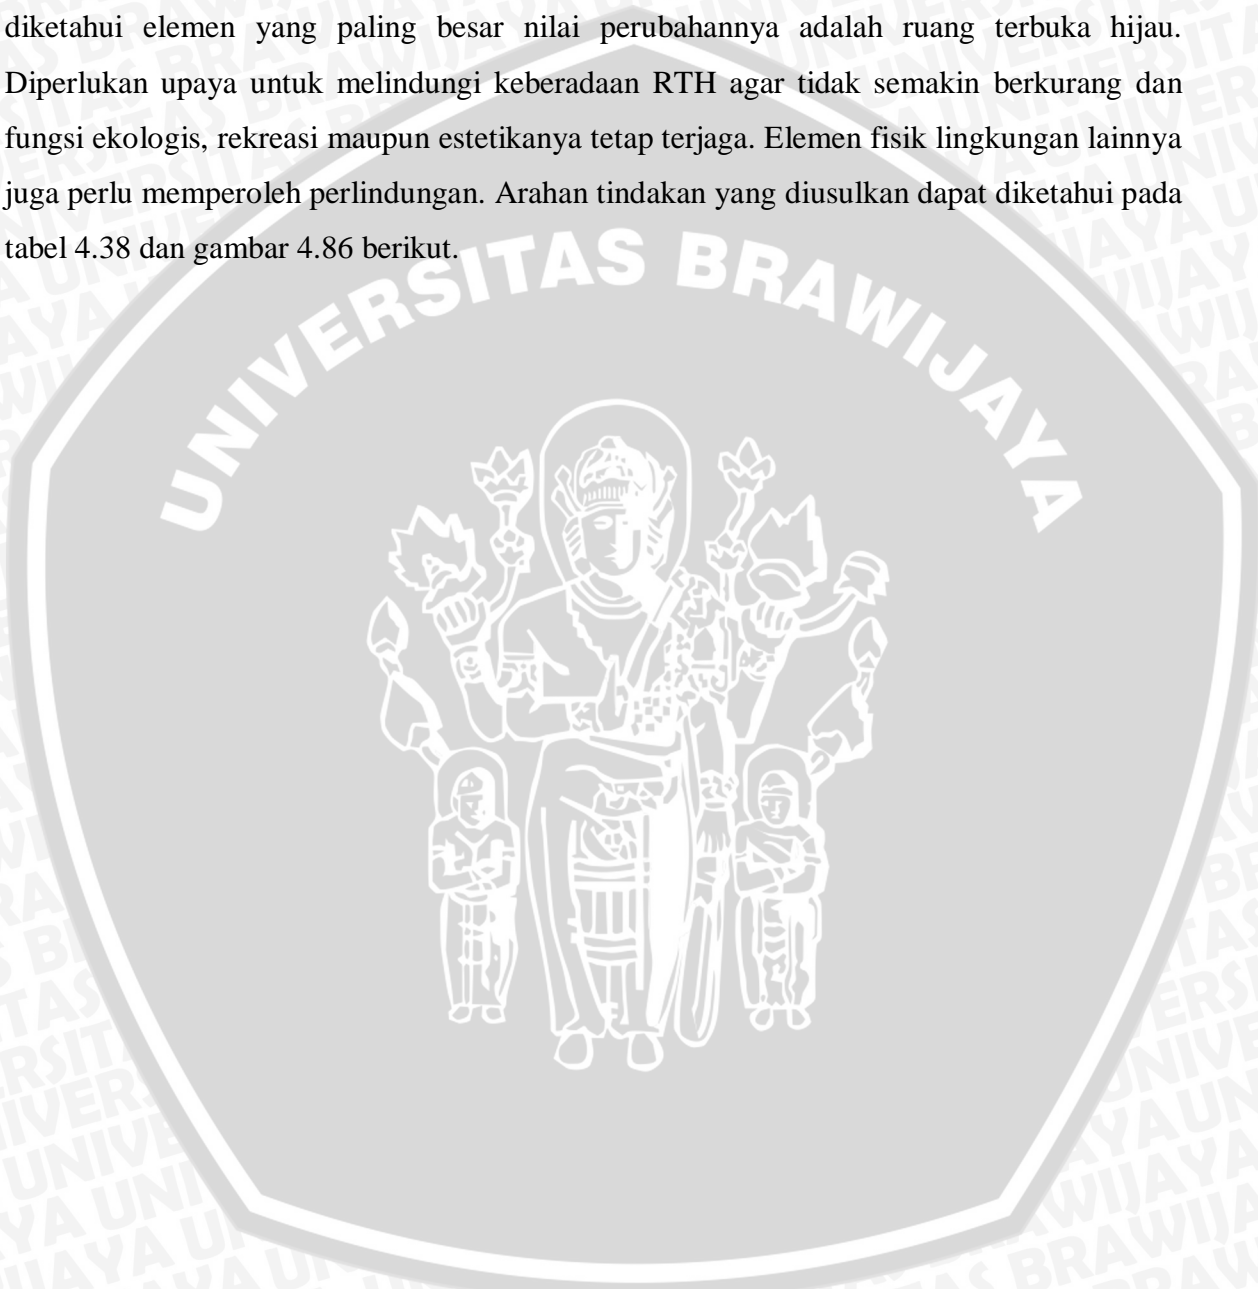 diketahui elemen yang paling besar nilai perubahannya adalah ruang terbuka hijau.
Diperlukan upaya untuk melindungi keberadaan RTH agar tidak semakin berkurang dan
fungsi ekologis, rekreasi maupun estetikanya tetap terjaga. Elemen fisik lingkungan lainnya
juga perlu memperoleh perlindungan. Arahan tindakan yang diusulkan dapat diketahui pada
tabel 4.38 dan gambar 4.86 berikut.
UNIVERSITAS BRAWIJAYA